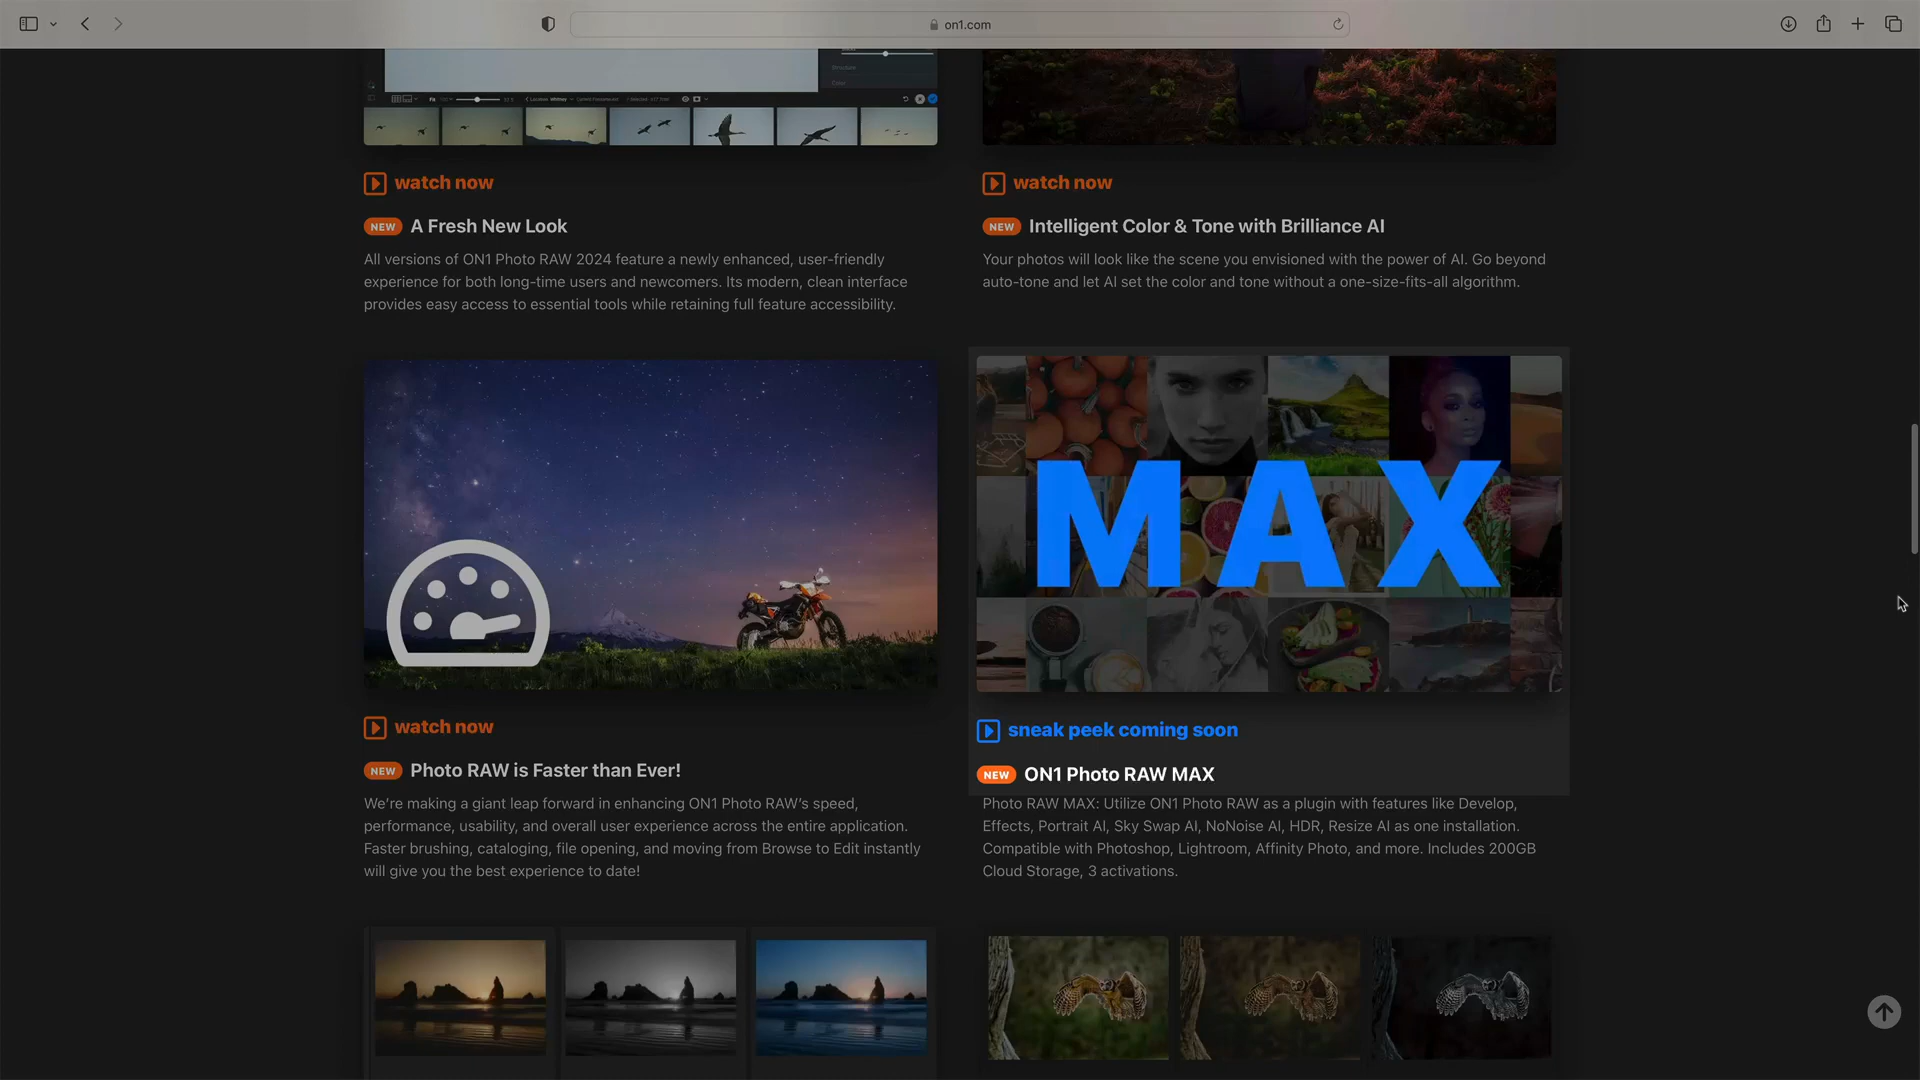 on1.com
watch now
NEW A Fresh New Look
All versions of ON1 Photo RAW 2024 feature a newly enhanced, user-friendly
experience for both long-time users and newcomers. Its modern, clean interface
provides easy access to essential tools while retaining full feature accessibility.
watch now
NEW Intelligent Color & Tone with Brilliance AI
Your photos will look like the scene you envisioned with the power of AI. Go beyond
auto-tone and let AI set the color and tone without a one-size-fits-all algorithm.
watch now
NEW Photo RAW is Faster than Ever!
We’re making a giant leap forward in enhancing ON1 Photo RAW’s speed,
performance, usability, and overall user experience across the entire application.
Faster brushing, cataloging, file opening, and moving from Browse to Edit instantly
will give you the best experience to date!
MAX
sneak peek coming soon
NEW ON1 Photo RAW MAX
Photo RAW MAX: Utilize ON1 Photo RAW as a plugin with features like Develop,
Effects, Portrait AI, Sky Swap AI, NoNoise AI, HDR, Resize AI as one installation.
Compatible with Photoshop, Lightroom, Affinity Photo, and more. Includes 200GB
Cloud Storage, 3 activations.